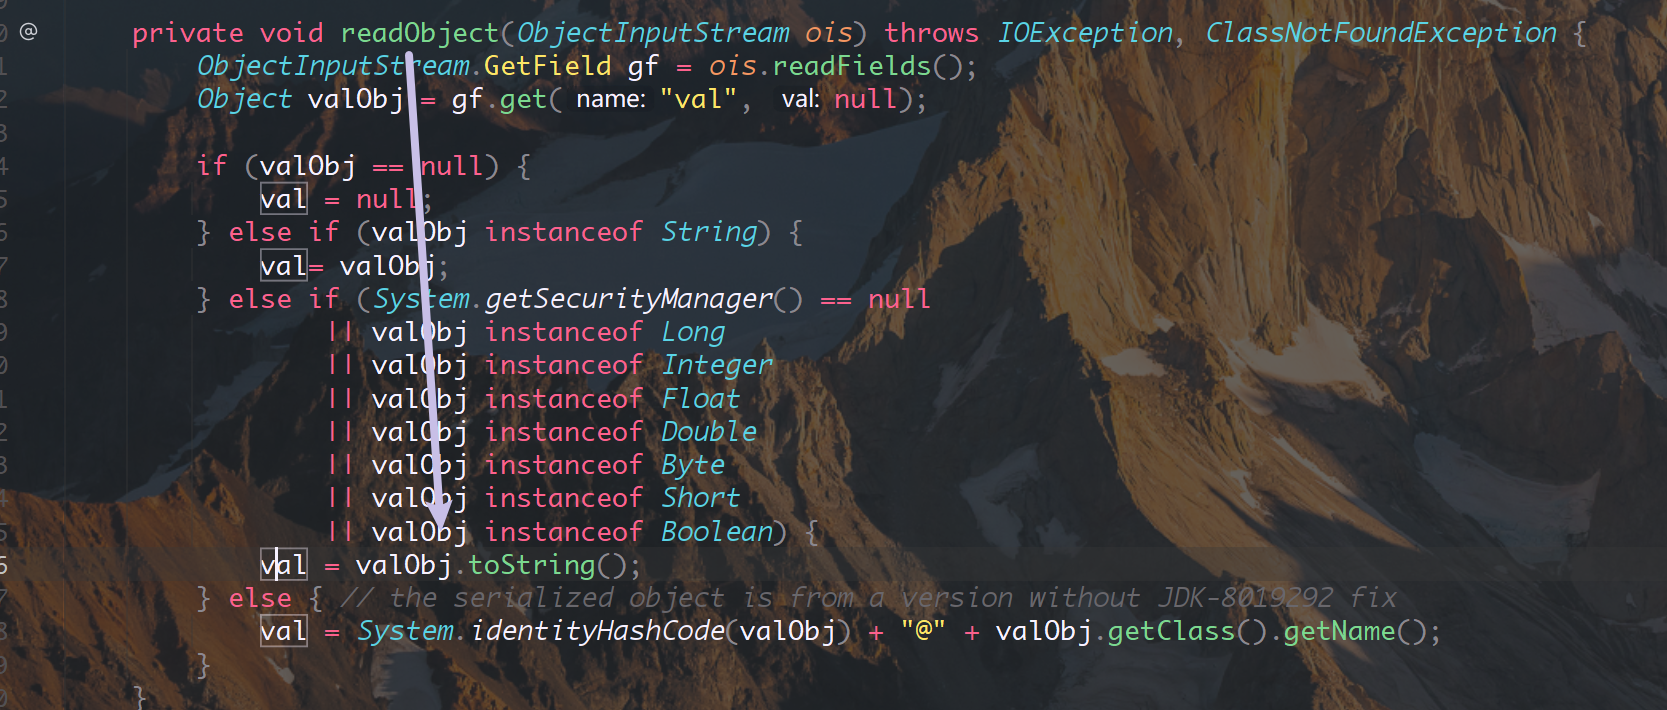 @ private void readObject(ObjectInputStream ois) throws IOException, ClassNotFoundException {
ObjectInputStream.GetField gf = ois.readFields();
Object valObj = gf.get( name: "val", val: null);
if (valObj == null) {
val = null;
} else if (valObj instanceof String) {
val= valObj;
} else if (System.getSecurityManager() == null
|| valObj instanceof Long
|| valObj instanceof Integer
|| valObj instanceof Float
|| valObj instanceof Double
|| valObj instanceof Byte
|| valObj instanceof Short
|| valObj instanceof Boolean) {
val = valObj.toString();
} else { // the serialized object is from a version without JDK-8019292 fix
val = System.identityHashCode(valObj) + "@" + valObj.getClass().getName();
}
}